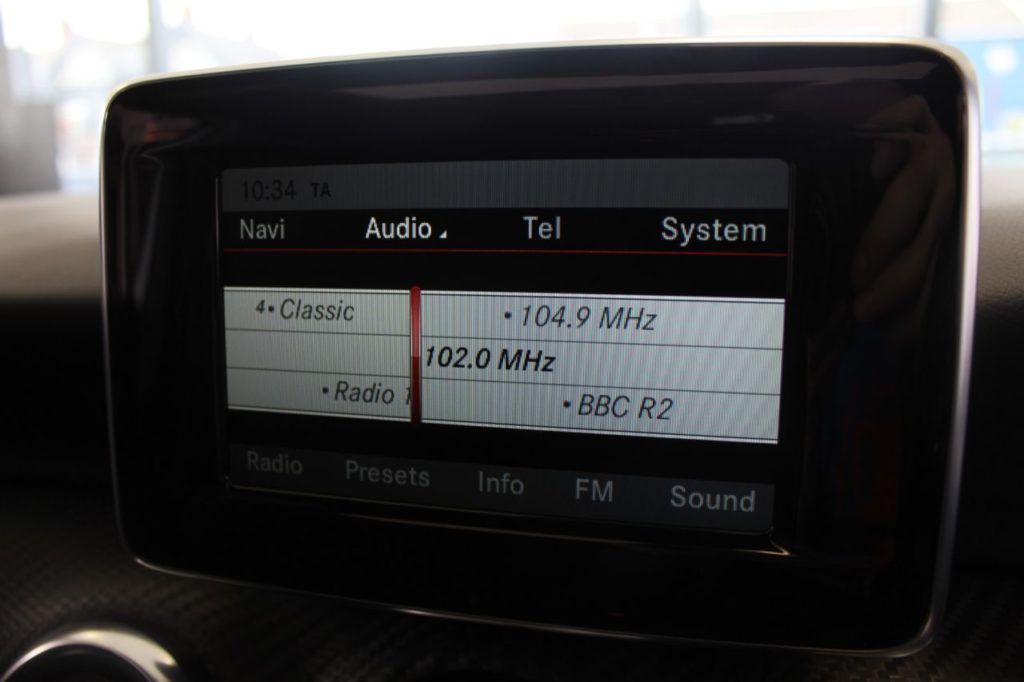 10:34 TA
Navi Audio Tel System
4•Classic •104.9 MHz
102.0 MHz
•Radio 1 •BBC R2
Radio Presets Info FM Sound